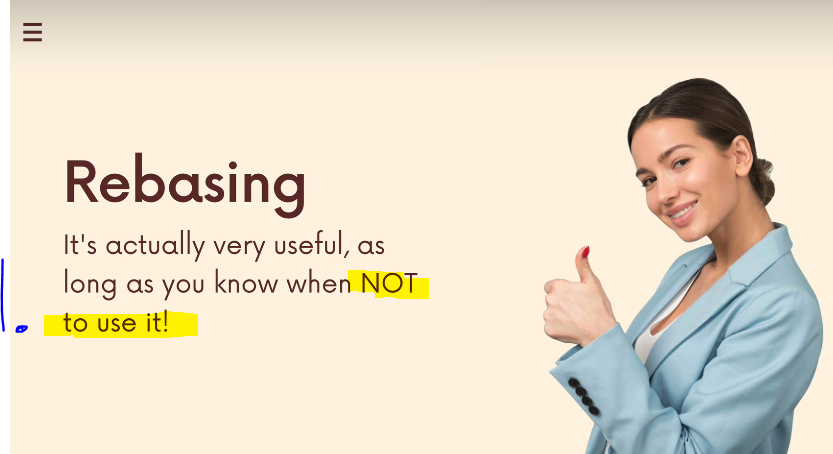 Rebasing
It's actually very useful, as
long as you know when NOT
to use it!